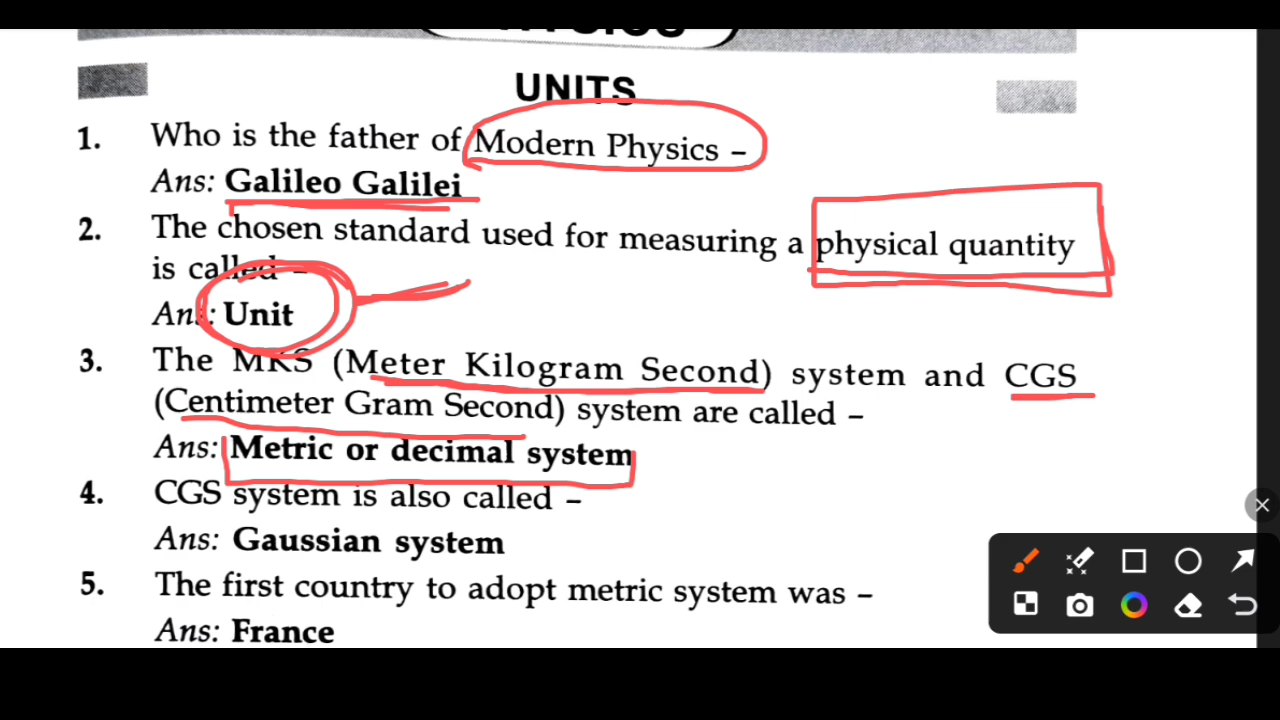 UNITS
1. Who is the father of Modern Physics –
Ans: Galileo Galilei
2. The chosen standard used for measuring a physical quantity
is called –
Ans: Unit
3. The MKS (Meter Kilogram Second) system and CGS
(Centimeter Gram Second) system are called –
Ans: Metric or decimal system
4. CGS system is also called –
Ans: Gaussian system
5. The first country to adopt metric system was –
Ans: France